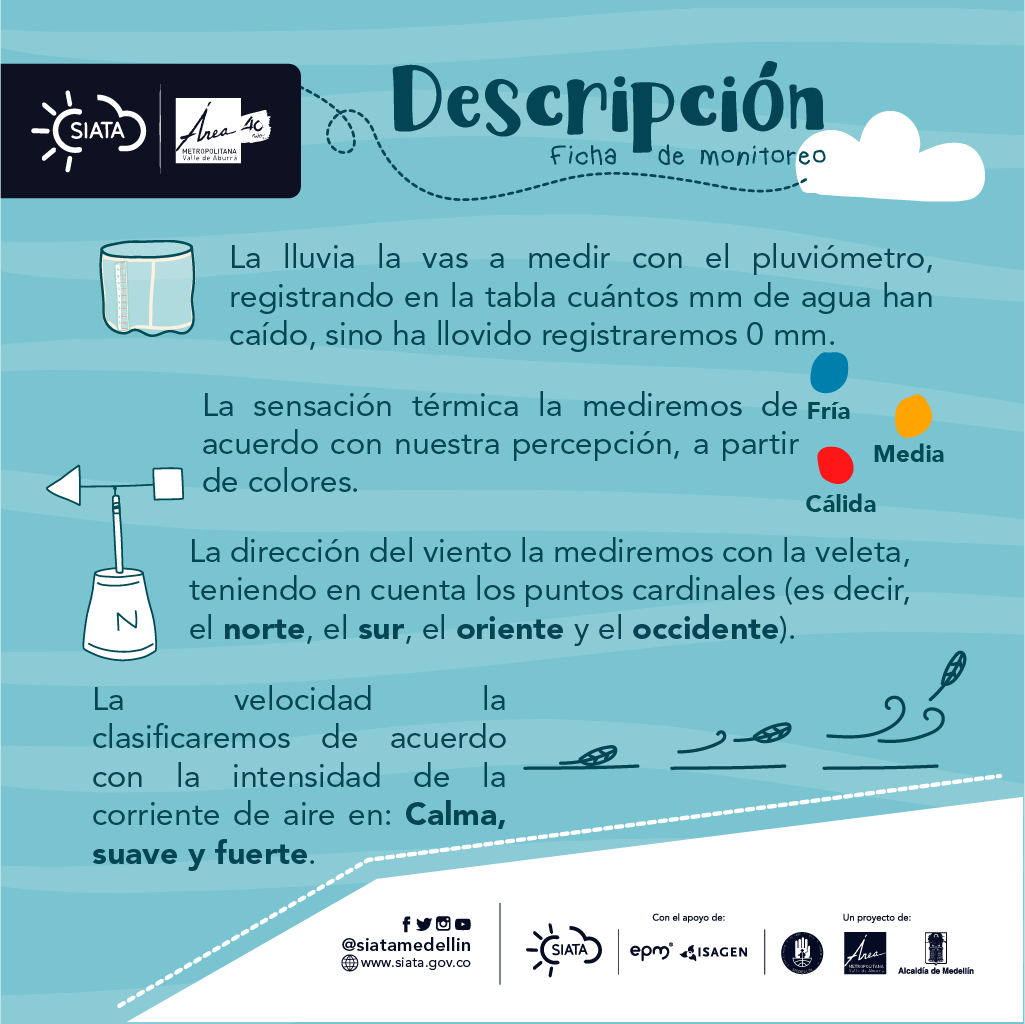 SIATA
Área 40
METROPOLITANA
Valle de Aburrá
Descripción
Ficha de monitoreo
La lluvia la vas a medir con el pluviómetro,
registrando en la tabla cuántos mm de agua han
caído, sino ha llovido registraremos 0 mm.
La sensación térmica la mediremos de
acuerdo con nuestra percepción, a partir
de colores.
Fría
Media
Cálida
La dirección del viento la mediremos con la veleta,
teniendo en cuenta los puntos cardinales (es decir,
el norte, el sur, el oriente y el occidente).
N
La velocidad la
clasificaremos de acuerdo
con la intensidad de la
corriente de aire en: Calma,
suave y fuerte.
@siatamedellin
www.siata.gov.co
SIATA
Con el apoyo de:
epm®
ISAGEN
Un proyecto de:
Área
METROPOLITANA
Valle de Aburrá
Alcaldía de Medellín